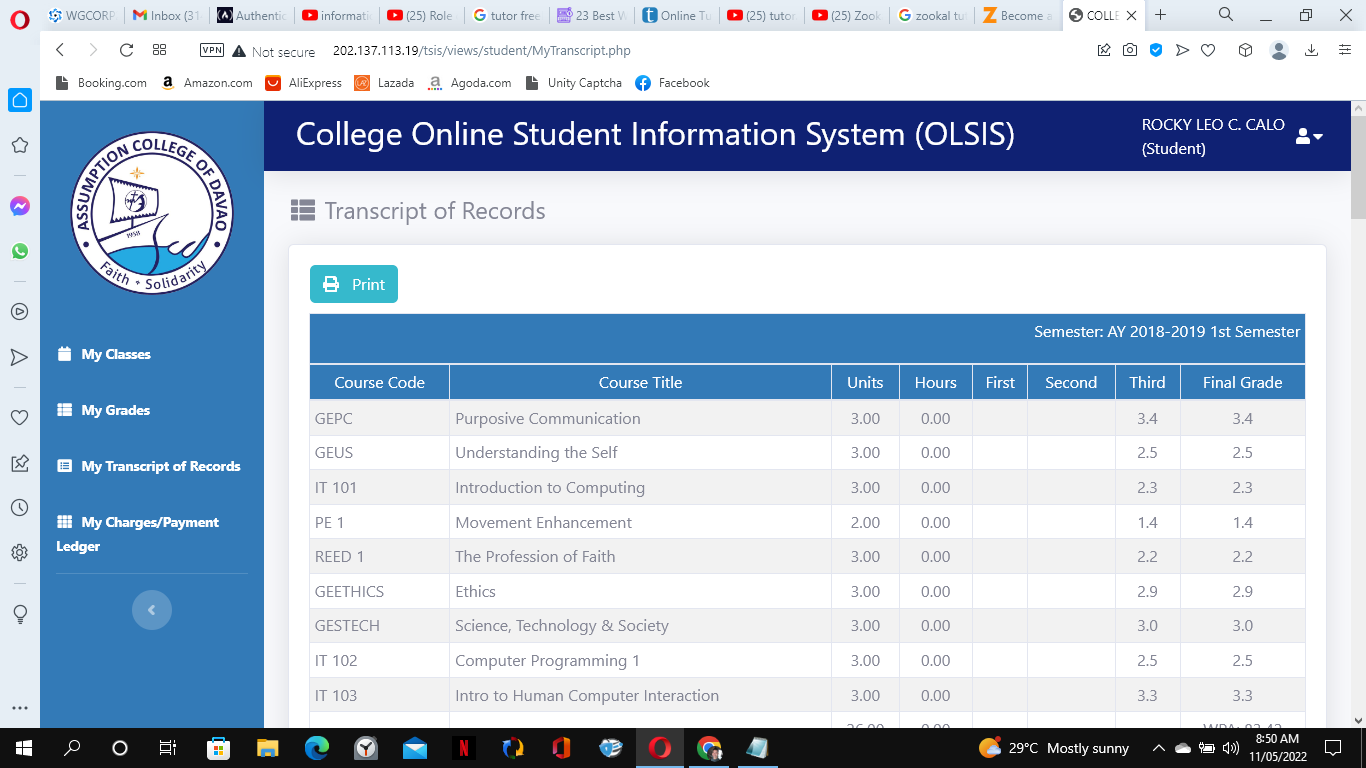 WGCORP
Inbox (31
Authentic
informati
(25) Role
tutor free
23 Best W
Online Tu
(25) tutor
(25) Zook
zookal tu
Become a
COLLE
VPN
Not secure
202.137.113.19/tsis/views/student/MyTranscript.php
Booking.com
Amazon.com
AliExpress
Lazada
Agoda.com
Unity Captcha
Facebook
ASSUMPTION COLLEGE OF DAVAO
Faith • Solidarity
College Online Student Information System (OLSIS)
ROCKY LEO C. CALO
(Student)
My Classes
My Grades
My Transcript of Records
My Charges/Payment
Ledger
Transcript of Records
Print
Semester: AY 2018-2019 1st Semester
Course Code Course Title Units Hours First Second Third Final Grade
GEPC Purposive Communication 3.00 0.00 3.4 3.4
GEUS Understanding the Self 3.00 0.00 2.5 2.5
IT 101 Introduction to Computing 3.00 0.00 2.3 2.3
PE 1 Movement Enhancement 2.00 0.00 1.4 1.4
REED 1 The Profession of Faith 3.00 0.00 2.2 2.2
GEETHICS Ethics 3.00 0.00 2.9 2.9
GESTECH Science, Technology & Society 3.00 0.00 3.0 3.0
IT 102 Computer Programming 1 3.00 0.00 2.5 2.5
IT 103 Intro to Human Computer Interaction 3.00 0.00 3.3 3.3
29°C Mostly sunny
8:50 AM
11/05/2022